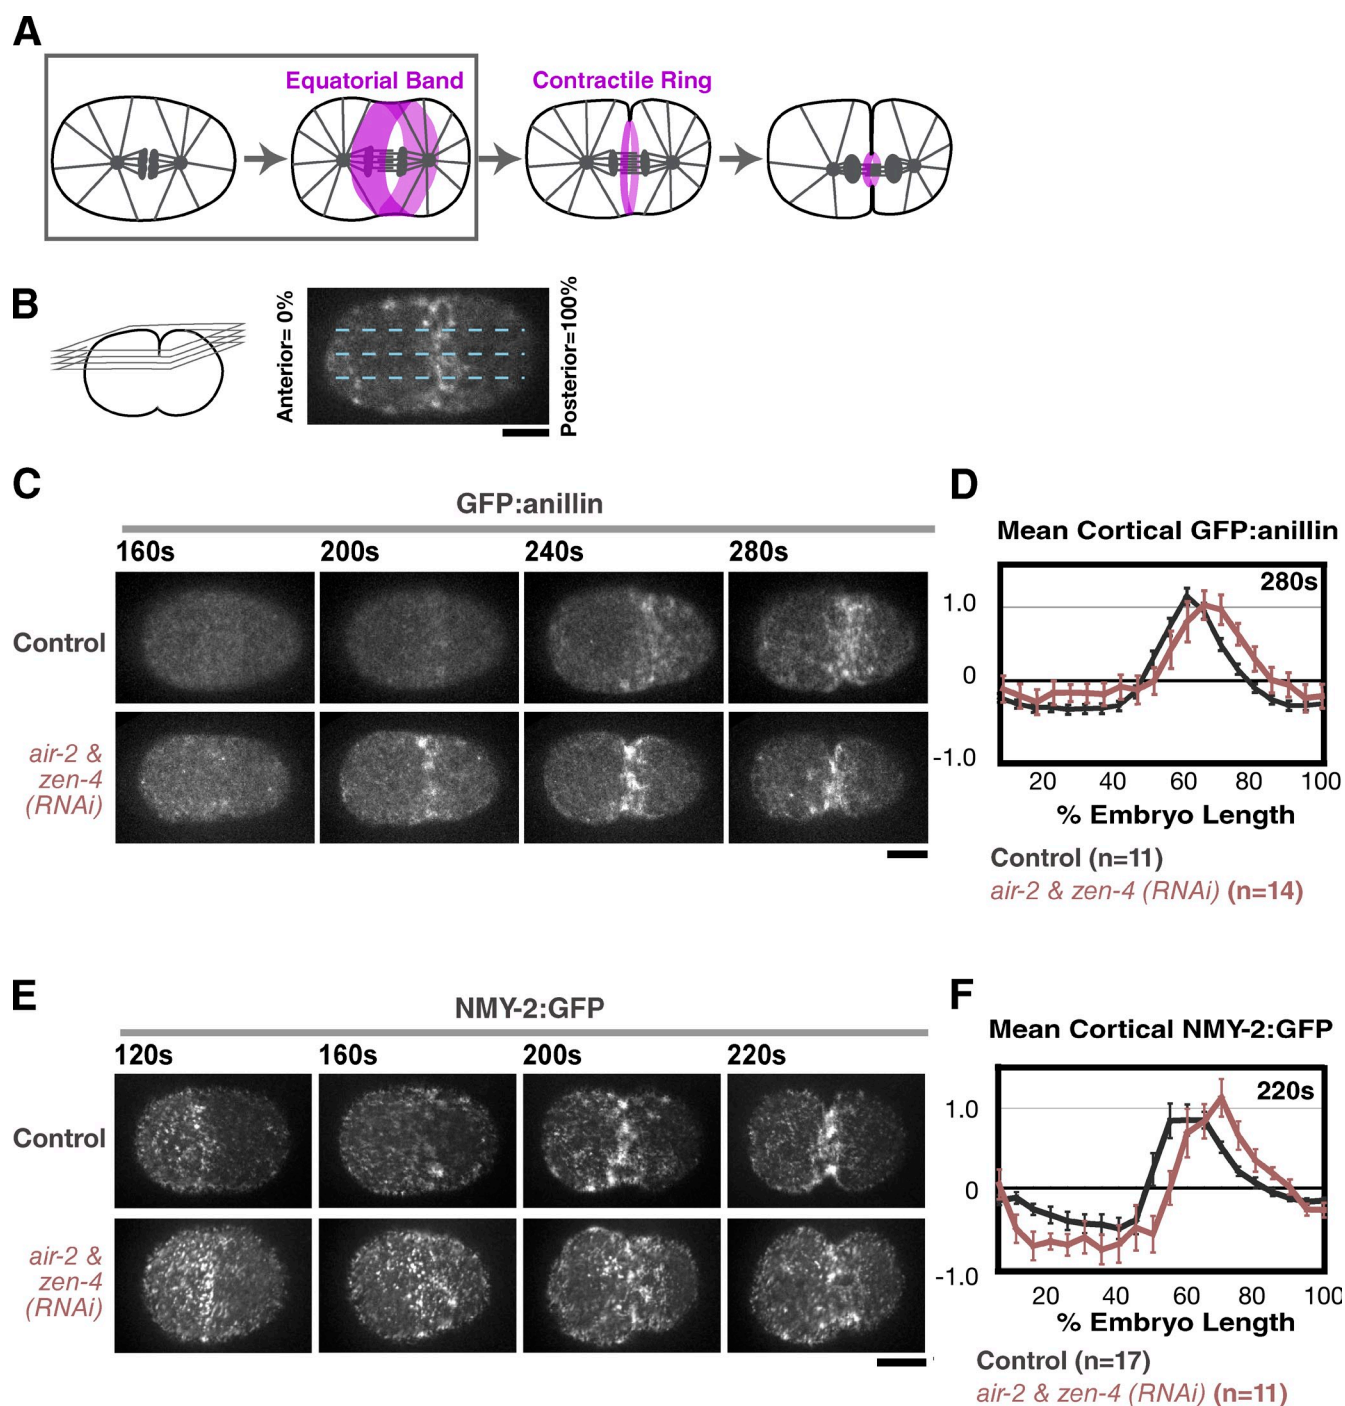 A
Equatorial Band
Contractile Ring
B
Anterior= 0%
Posterior=100%
C
GFP:anillin
160s 200s 240s 280s
Control
air-2 &
zen-4
(RNAi)
D
Mean Cortical GFP:anillin
280s
1.0
0
-1.0
20 40 60 80 100
% Embryo Length
Control (n=11)
air-2 & zen-4 (RNAi) (n=14)
E
NMY-2:GFP
120s 160s 200s 220s
Control
air-2 &
zen-4
(RNAi)
F
Mean Cortical NMY-2:GFP
220s
1.0
0
-1.0
20 40 60 80 100
% Embryo Length
Control (n=17)
air-2 & zen-4 (RNAi) (n=11)